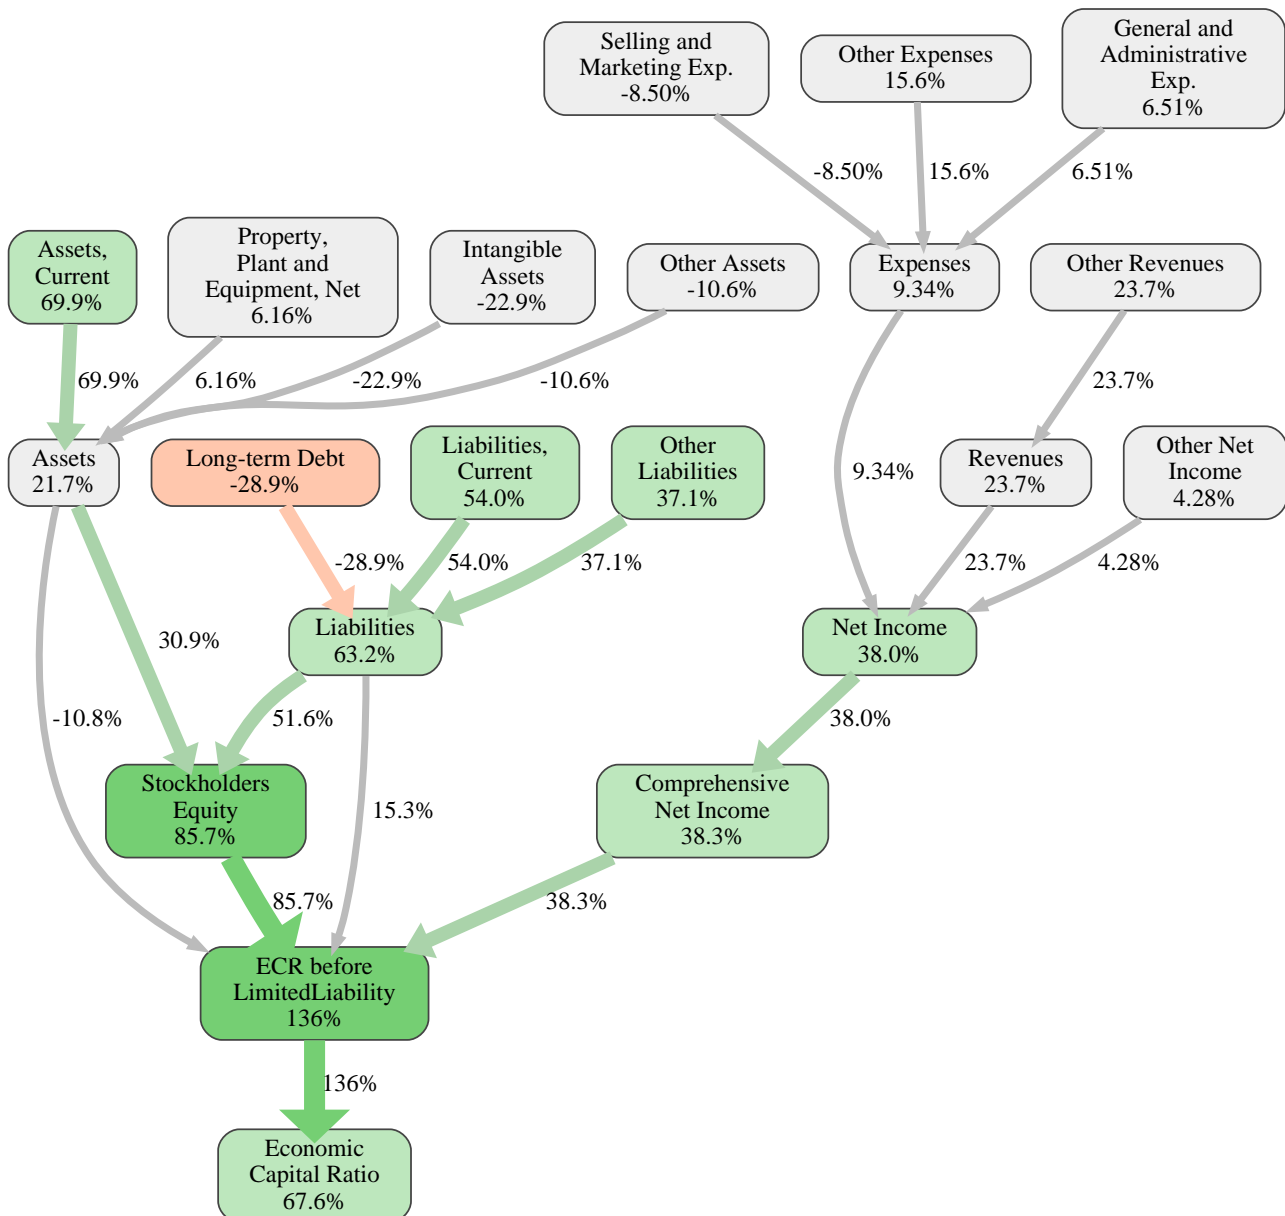 Selling and
Marketing Exp.
-8.50%
Other Expenses
15.6%
General and
Administrative
Exp.
6.51%
-8.50%
15.6%
6.51%
Assets,
Current
69.9%
Property,
Plant and
Equipment, Net
6.16%
Intangible
Assets
-22.9%
Other Assets
-10.6%
Expenses
9.34%
Other Revenues
23.7%
69.9%
6.16%
-22.9%
-10.6%
23.7%
Assets
21.7%
Long-term Debt
-28.9%
Liabilities,
Current
54.0%
Other
Liabilities
37.1%
9.34%
Revenues
23.7%
Other Net
Income
4.28%
-28.9%
54.0%
37.1%
23.7%
4.28%
30.9%
Liabilities
63.2%
Net Income
38.0%
-10.8%
51.6%
38.0%
Stockholders
Equity
85.7%
15.3%
Comprehensive
Net Income
38.3%
85.7%
38.3%
ECR before
LimitedLiability
136%
136%
Economic
Capital Ratio
67.6%